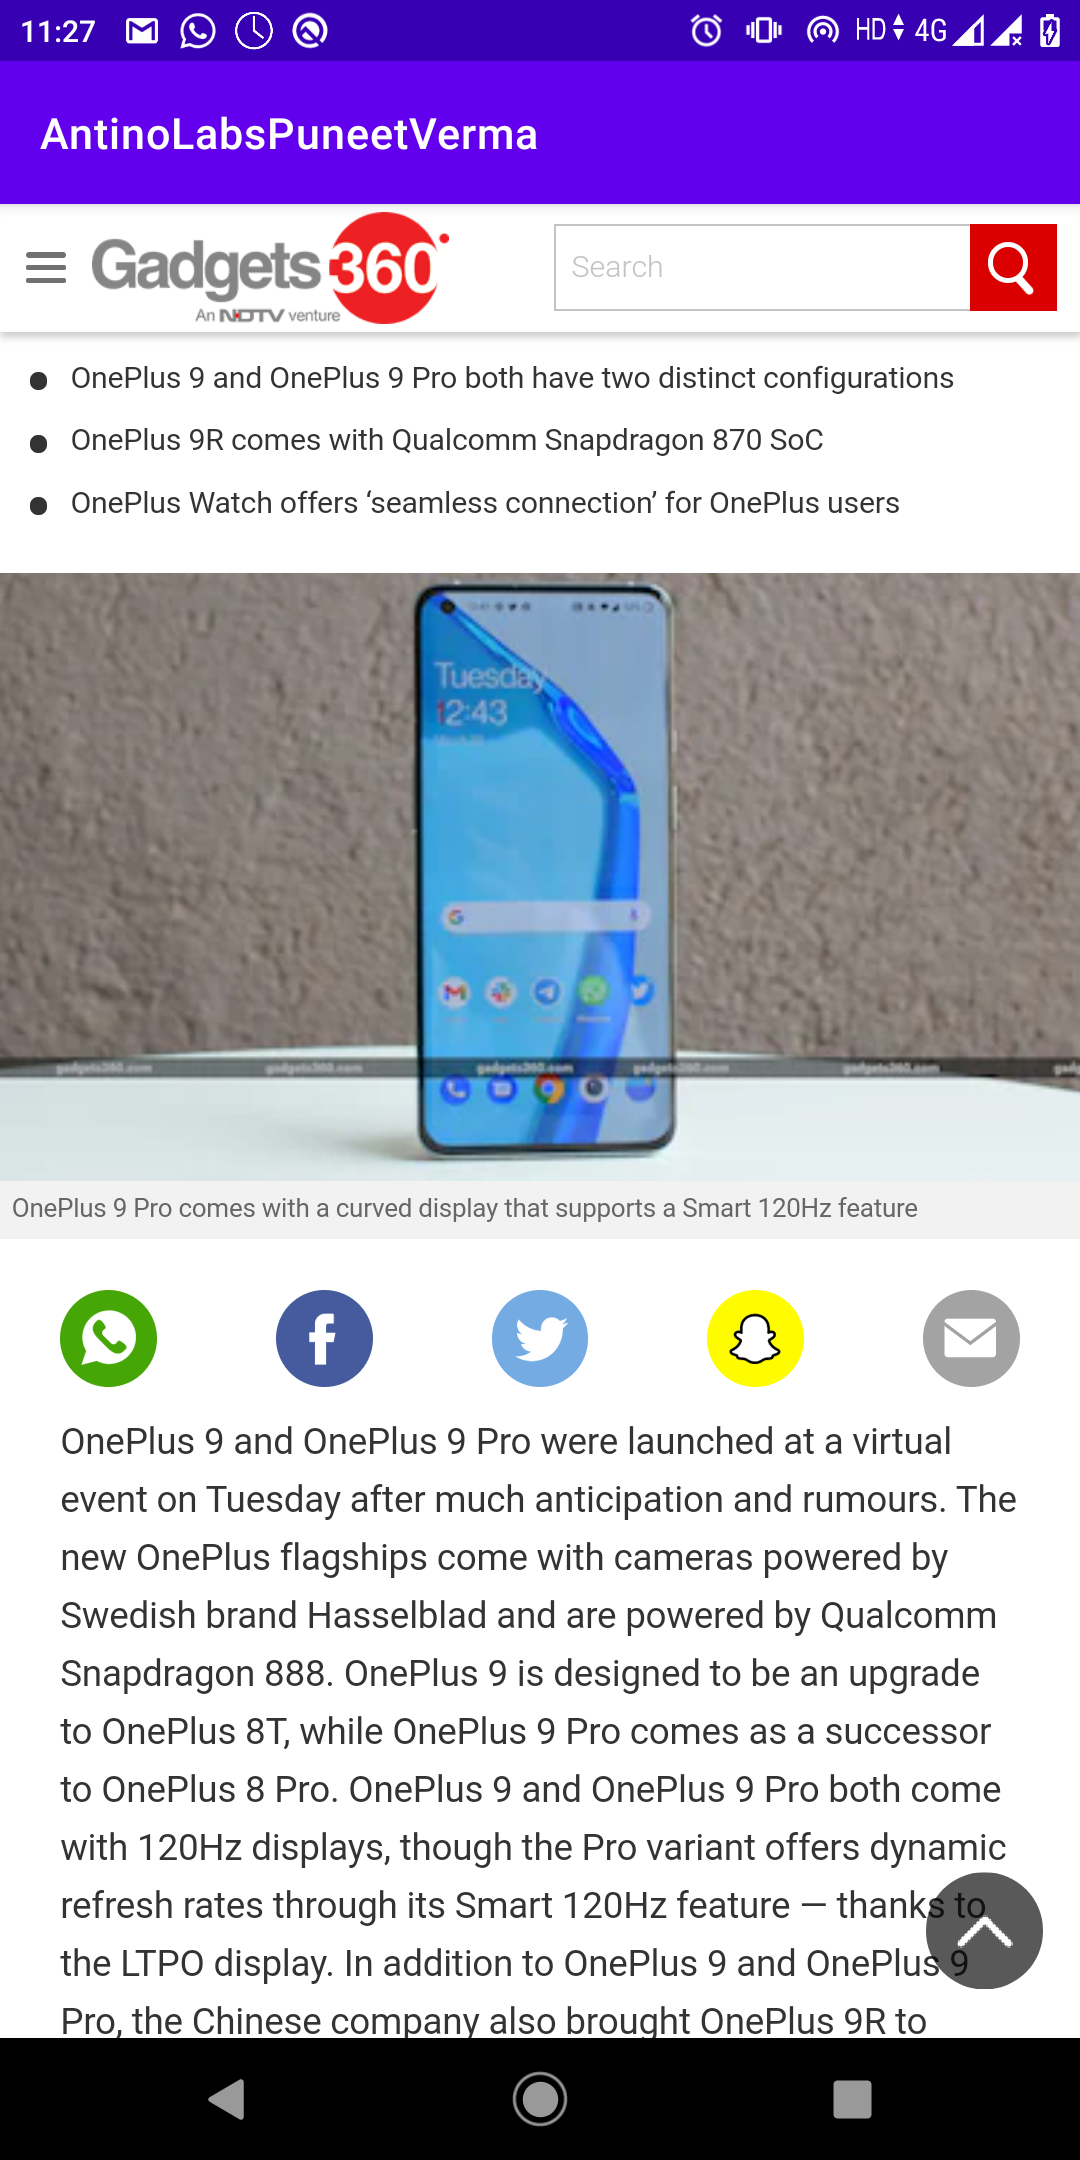 11:27
HD 4G
AntinoLabsPuneetVerma
Gadgets 360
An NDTV venture
Search
OnePlus 9 and OnePlus 9 Pro both have two distinct configurations
OnePlus 9R comes with Qualcomm Snapdragon 870 SoC
OnePlus Watch offers ‘seamless connection’ for OnePlus users
Tuesday
12:43
gadgets360.com gadgets360.com gadgets360.com gadgets360.com gadgets360.com
OnePlus 9 Pro comes with a curved display that supports a Smart 120Hz feature
OnePlus 9 and OnePlus 9 Pro were launched at a virtual
event on Tuesday after much anticipation and rumours. The
new OnePlus flagships come with cameras powered by
Swedish brand Hasselblad and are powered by Qualcomm
Snapdragon 888. OnePlus 9 is designed to be an upgrade
to OnePlus 8T, while OnePlus 9 Pro comes as a successor
to OnePlus 8 Pro. OnePlus 9 and OnePlus 9 Pro both come
with 120Hz displays, though the Pro variant offers dynamic
refresh rates through its Smart 120Hz feature — thanks to
the LTPO display. In addition to OnePlus 9 and OnePlus 9
Pro, the Chinese company also brought OnePlus 9R to